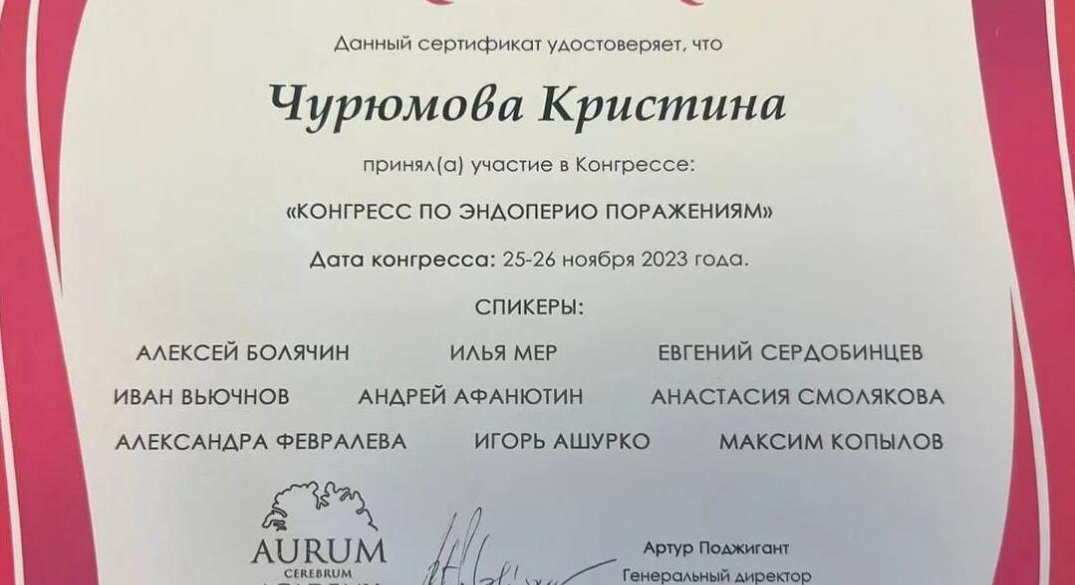 Данный сертификат удостоверяет, что
Чурюмова Кристина
принял(а) участие в Конгрессе:
«КОНГРЕСС ПО ЭНДОПЕРИО ПОРАЖЕНИЯМ»
Дата конгресса: 25-26 ноября 2023 года.
СПИКЕРЫ:
АЛЕКСЕЙ БОЛЯЧИН ИЛЬЯ МЕР ЕВГЕНИЙ СЕРДОБИНЦЕВ
ИВАН ВЬЮЧНОВ АНДРЕЙ АФАНЮТИН АНАСТАСИЯ СМОЛЯКОВА
АЛЕКСАНДРА ФЕВРАЛЕВА ИГОРЬ АШУРКО МАКСИМ КОПЫЛОВ
AURUM
CEREBRUM
Артур Поджигант
Генеральный директор